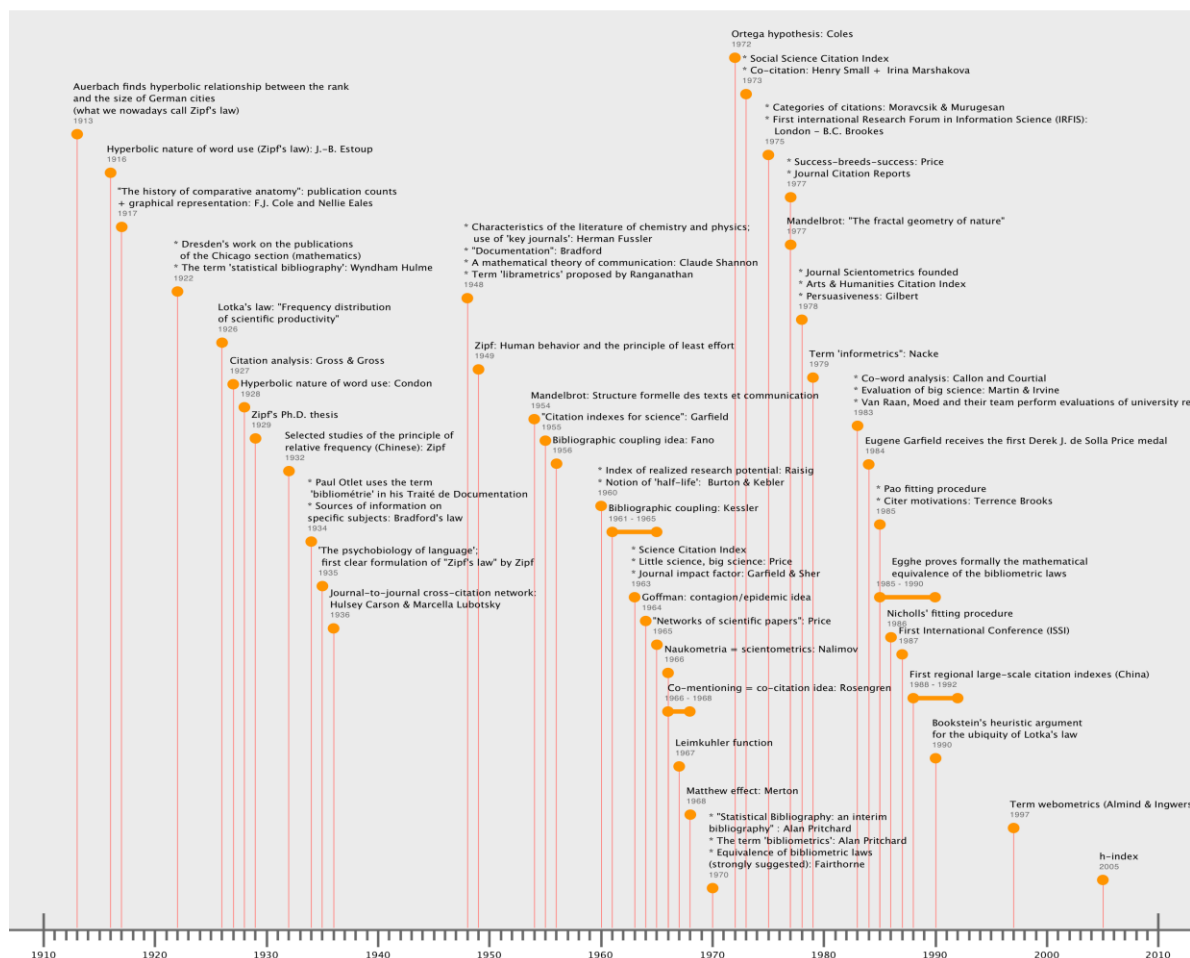 Auerbach finds hyperbolic relationship between the rank
and the size of German cities
(what we nowadays call Zipf's law)
1913
Hyperbolic nature of word use (Zipf's law): J.-B. Estoup
1916
"The history of comparative anatomy": publication counts
+ graphical representation: F.J. Cole and Nellie Eales
1917
* Dresden's work on the publications
of the Chicago section (mathematics)
* The term 'statistical bibliography': Wyndham Hulme
1922
Lotka's law: "Frequency distribution
of scientific productivity"
1926
Citation analysis: Gross & Gross
1927
Hyperbolic nature of word use: Condon
1928
Zipf's Ph.D. thesis
1929
Selected studies of the principle of
relative frequency (Chinese): Zipf
1932
* Paul Otlet uses the term
'bibliométrie' in his Traité de Documentation
* Sources of information on
specific subjects: Bradford's law
1934
'The psychobiology of language';
first clear formulation of "Zipf's law" by Zipf
1935
Journal-to-journal cross-citation network:
Hulsey Carson & Marcella Lubotsky
1936
* Characteristics of the literature of chemistry and physics;
use of 'key journals': Herman Fussler
* "Documentation": Bradford
* A mathematical theory of communication: Claude Shannon
* Term 'librametrics' proposed by Ranganathan
1948
Zipf: Human behavior and the principle of least effort
1949
Mandelbrot: Structure formelle des texts et communication
1954
"Citation indexes for science": Garfield
1955
Bibliographic coupling idea: Fano
1956
* Index of realized research potential: Raisig
* Notion of 'half-life': Burton & Kebler
1960
Bibliographic coupling: Kessler
1961 - 1965
* Science Citation Index
* Little science, big science: Price
* Journal impact factor: Garfield & Sher
1963
Goffman: contagion/epidemic idea
1964
"Networks of scientific papers": Price
1965
Naukometria = scientometrics: Nalimov
1966
Co-mentioning = co-citation idea: Rosengren
1966 - 1968
Leimkuhler function
1967
Matthew effect: Merton
1968
* "Statistical Bibliography: an interim
bibliography" : Alan Pritchard
* The term 'bibliometrics': Alan Pritchard
* Equivalence of bibliometric laws
(strongly suggested): Fairthorne
1970
Ortega hypothesis: Coles
1972
* Social Science Citation Index
* Co-citation: Henry Small + Irina Marshakova
1973
* Categories of citations: Moravcsik & Murugesan
* First international Research Forum in Information Science (IRFIS):
London - B.C. Brookes
1975
* Success-breeds-success: Price
* Journal Citation Reports
1977
Mandelbrot: "The fractal geometry of nature"
1977
* Journal Scientometrics founded
* Arts & Humanities Citation Index
* Persuasiveness: Gilbert
1978
Term 'informetrics': Nacke
1979
* Co-word analysis: Callon and Courtial
* Evaluation of big science: Martin & Irvine
* Van Raan, Moed and their team perform evaluations of university re
1983
Eugene Garfield receives the first Derek J. de Solla Price medal
1984
* Pao fitting procedure
* Citer motivations: Terrence Brooks
1985
Egghe proves formally the mathematical
equivalence of the bibliometric laws
1985 - 1990
Nicholls' fitting procedure
1986
First International Conference (ISSI)
1987
First regional large-scale citation indexes (China)
1988 - 1992
Bookstein's heuristic argument
for the ubiquity of Lotka's law
1990
Term webometrics (Almind & Ingwers
1997
h-index
2005
1910 1920 1930 1940 1950 1960 1970 1980 1990 2000 2010